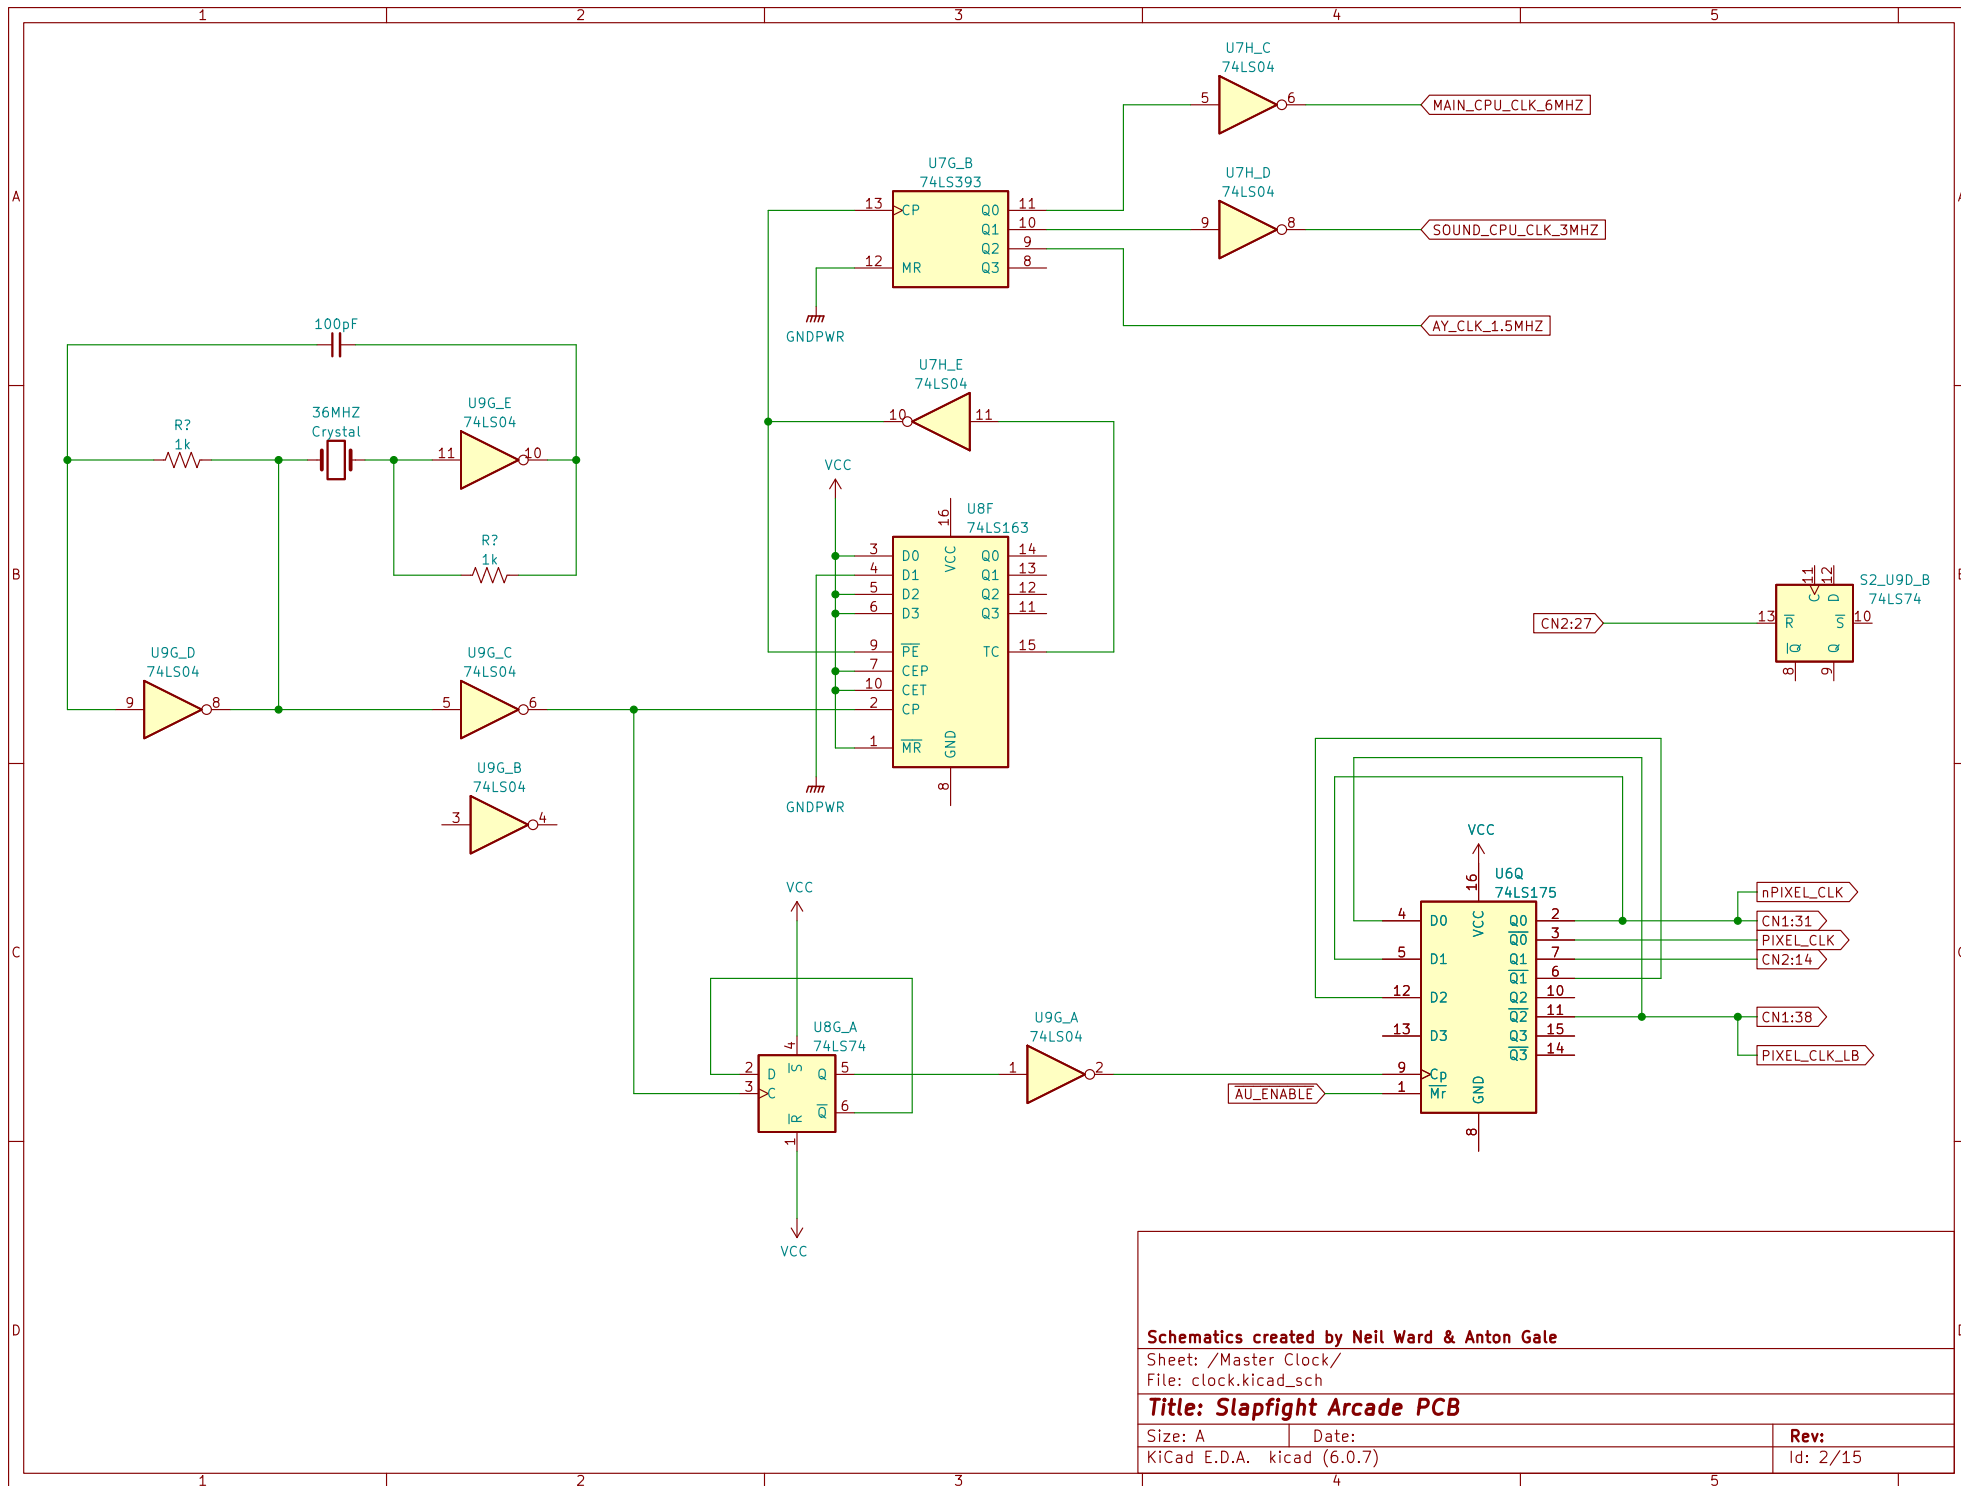 1 2 3 4 5
A
B
C
D
A
B
C
D
U7H_C
74LS04
5 6
MAIN_CPU_CLK_6MHZ
U7G_B
74LS393
13 CP Q0 11
Q1 10
Q2 9
12 MR Q3 8
GNDPWR
U7H_D
74LS04
9 8
SOUND_CPU_CLK_3MHZ
AY_CLK_1.5MHZ
100pF
R?
1k
36MHZ
Crystal
U9G_E
74LS04
11 10
R?
1k
U7H_E
74LS04
10 11
VCC
U8F
74LS163
16
VCC
3 D0 Q0 14
4 D1 Q1 13
5 D2 Q2 12
6 D3 Q3 11
9 PE TC 15
7 CEP
10 CET
2 CP
1 MR
GND
8
GNDPWR
U9G_D
74LS04
9 8
U9G_C
74LS04
5 6
U9G_B
74LS04
3 4
CN2:27
S2_U9D_B
74LS74
11 12
C D
13 R S 10
Q Q
8 9
VCC
U8G_A
74LS74
4
S
2 D Q 5
3 C
Q 6
R
1
VCC
U9G_A
74LS04
1 2
AU_ENABLE
VCC
U6Q
74LS175
16
VCC
4 D0 Q0 2
Q0 3
5 D1 Q1 7
Q1 6
12 D2 Q2 10
Q2 11
13 D3 Q3 15
Q3 14
9 Cp
1 Mr
GND
8
nPIXEL_CLK
CN1:31
PIXEL_CLK
CN2:14
CN1:38
PIXEL_CLK_LB
Schematics created by Neil Ward & Anton Gale
Sheet: /Master Clock/
File: clock.kicad_sch
Title: Slapfight Arcade PCB
Size: A Date: Rev:
KiCad E.D.A. kicad (6.0.7) Id: 2/15
1 2 3 4 5